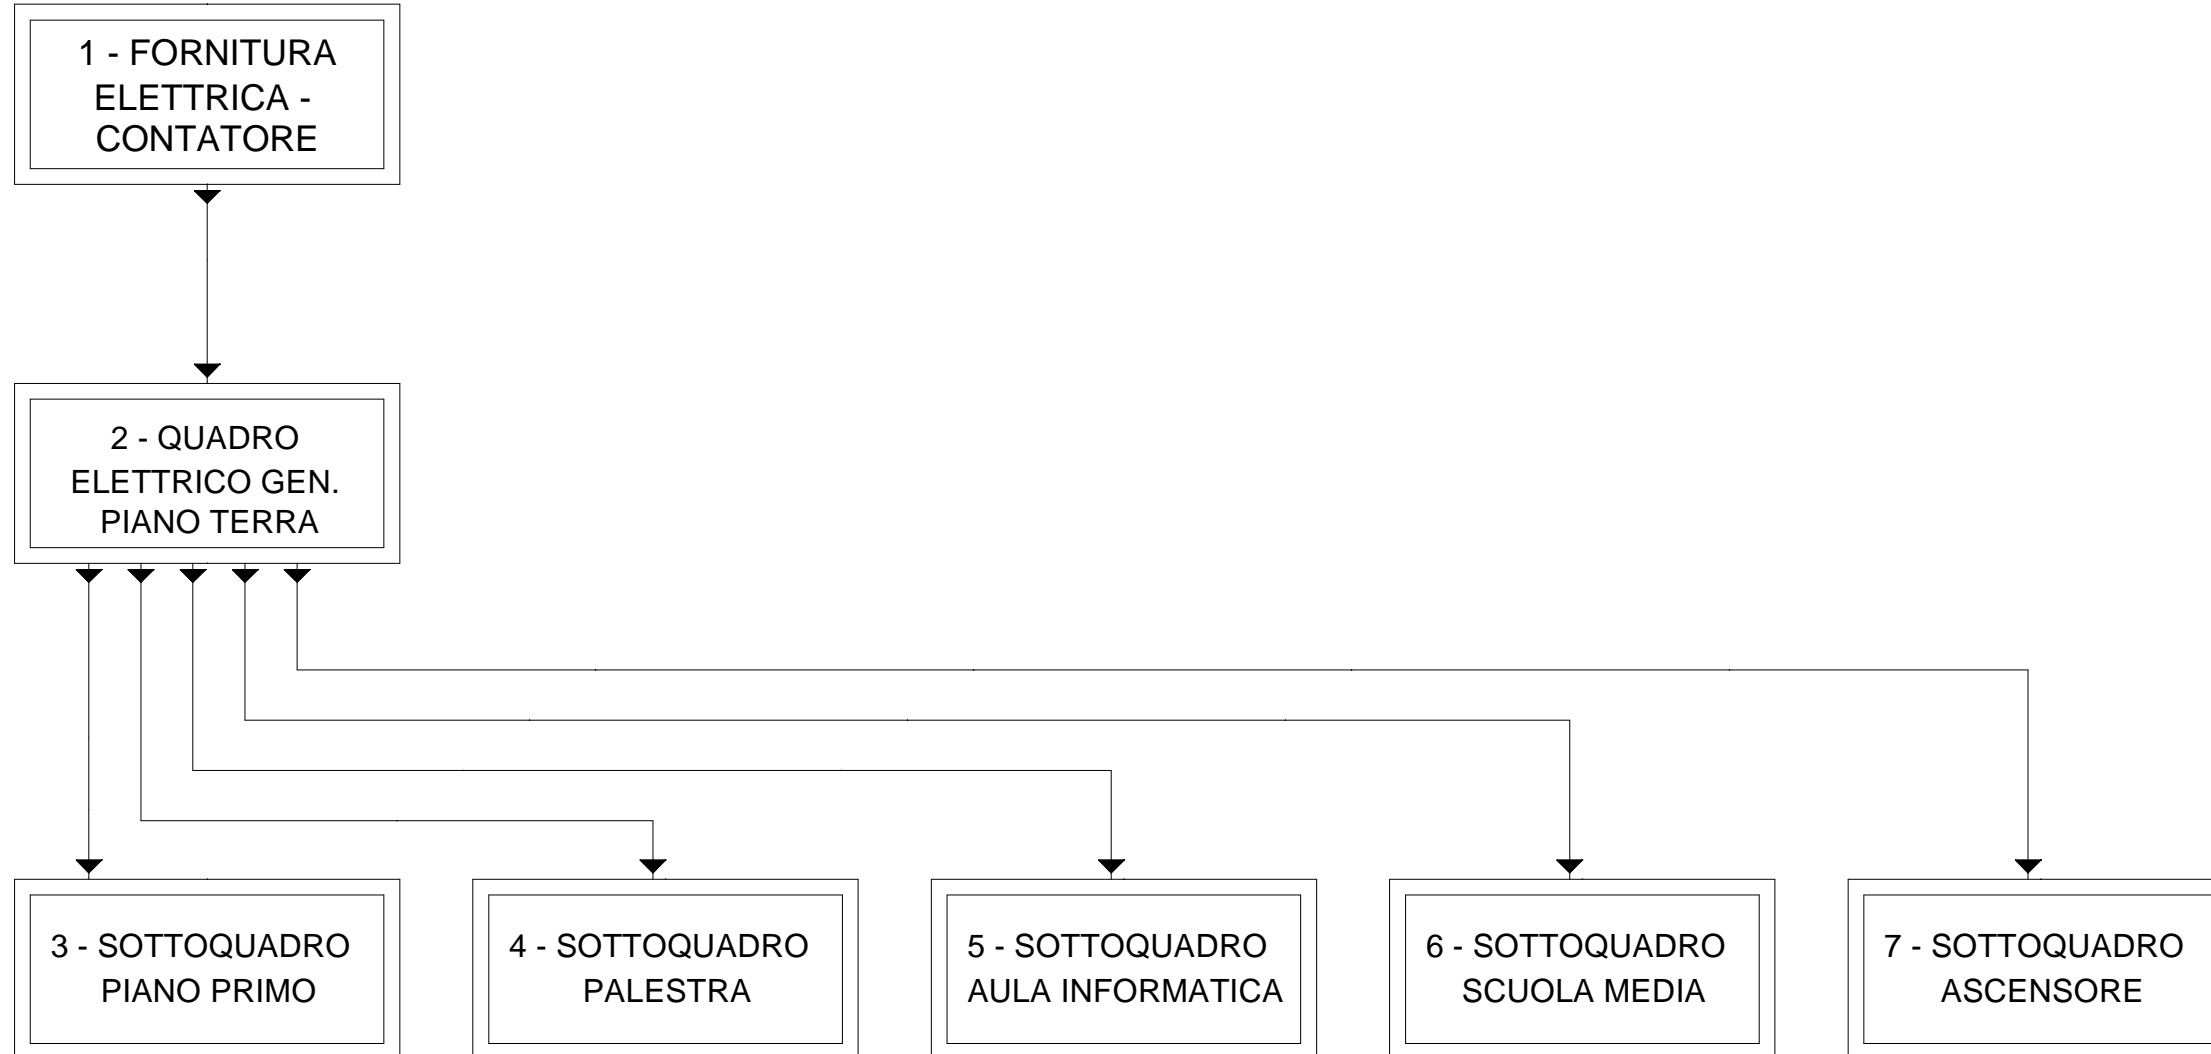 1 - FORNITURA
ELETTRICA -
CONTATORE
2 - QUADRO
ELETTRICO GEN.
PIANO TERRA
3 - SOTTOQUADRO
PIANO PRIMO
4 - SOTTOQUADRO
PALESTRA
5 - SOTTOQUADRO
AULA INFORMATICA
6 - SOTTOQUADRO
SCUOLA MEDIA
7 - SOTTOQUADRO
ASCENSORE